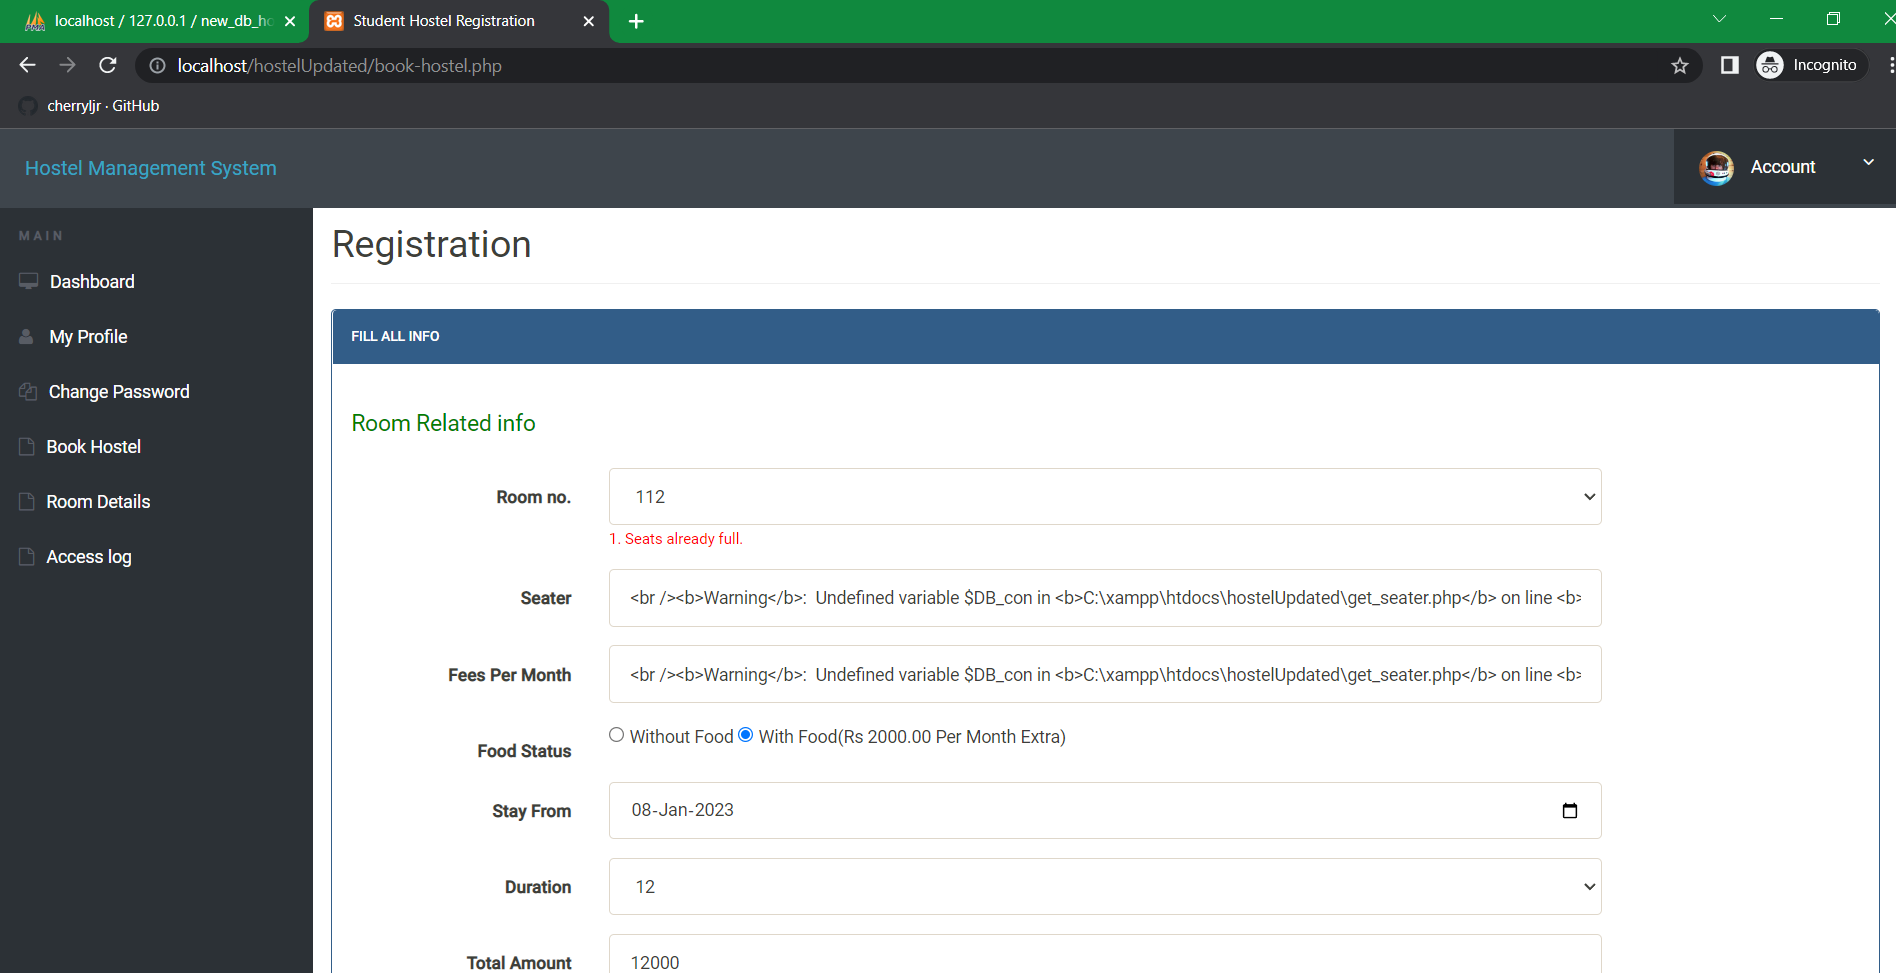 localhost / 127.0.0.1 / new_db_ho
Student Hostel Registration
localhost/hostelUpdated/book-hostel.php
Incognito
cherryljr · GitHub
Hostel Management System
Account
MAIN
Dashboard
My Profile
Change Password
Book Hostel
Room Details
Access log
Registration
FILL ALL INFO
Room Related info
Room no.
112
1. Seats already full.
Seater
<br /><b>Warning</b>:  Undefined variable $DB_con in <b>C:\xampp\htdocs\hostelUpdated\get_seater.php</b> on line <b>
Fees Per Month
<br /><b>Warning</b>:  Undefined variable $DB_con in <b>C:\xampp\htdocs\hostelUpdated\get_seater.php</b> on line <b>
Food Status
Without Food With Food(Rs 2000.00 Per Month Extra)
Stay From
08-Jan-2023
Duration
12
Total Amount
12000